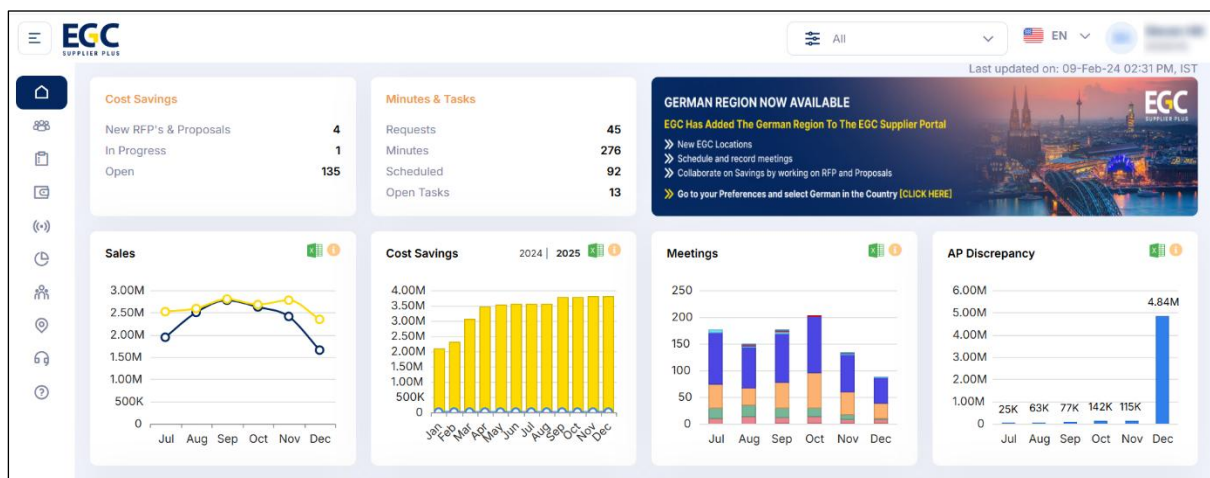 EGC
SUPPLIER PLUS
All
EN
Last updated on: 09-Feb-24 02:31 PM, IST
Cost Savings
New RFP's & Proposals 4
In Progress 1
Open 135
Minutes & Tasks
Requests 45
Minutes 276
Scheduled 92
Open Tasks 13
GERMAN REGION NOW AVAILABLE
EGC Has Added The German Region To The EGC Supplier Portal
New EGC Locations
Schedule and record meetings
Collaborate on Savings by working on RFP and Proposals
Go to your Preferences and select German in the Country [CLICK HERE]
EGC
SUPPLIER PLUS
Sales
3.00M
2.50M
2.00M
1.50M
1.00M
500K
0
Jul Aug Sep Oct Nov Dec
Cost Savings 2024 | 2025
4.00M
3.50M
3.00M
2.50M
2.00M
1.50M
1.00M
500K
0
Jan Feb Mar Apr May Jun Jul Aug Sep Oct Nov Dec
Meetings
250
200
150
100
50
0
Jul Aug Sep Oct Nov Dec
AP Discrepancy
6.00M
5.00M
4.00M
3.00M
2.00M
1.00M
0
25K 63K 77K 142K 115K 4.84M
Jul Aug Sep Oct Nov Dec